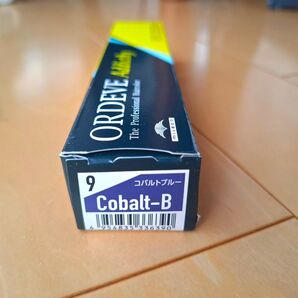 ORDEVE Addicthy
The Professional Haircolor
MILBON
9
コバルトブルー
Cobalt-B
4 954835 336390